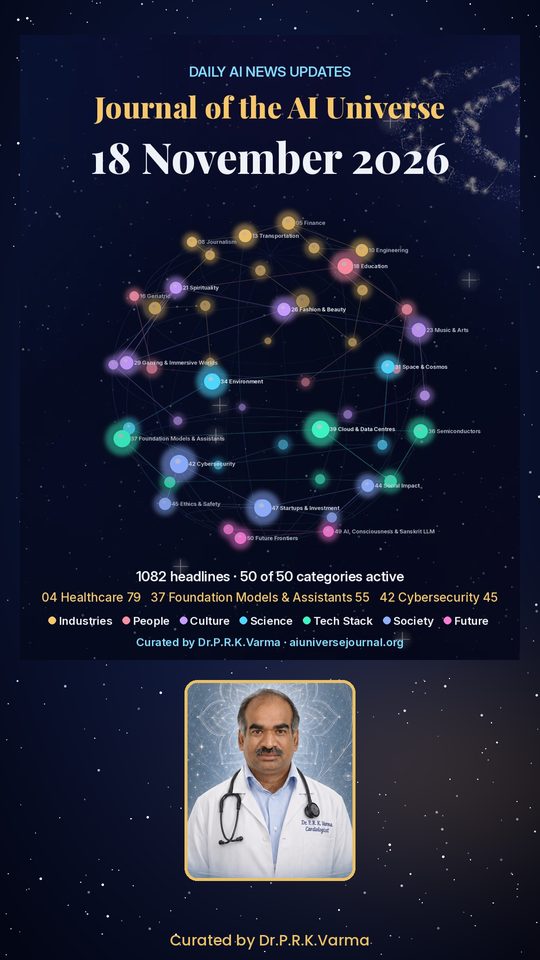 DAILY AI NEWS UPDATES
Journal of the AI Universe
18 November 2026
05 Finance
13 Transportation
08 Journalism
10 Engineering
18 Education
21 Spirituality
16 Geriatric
26 Fashion & Beauty
23 Music & Arts
29 Gaming & Immersive Worlds
31 Space & Cosmos
34 Environment
39 Cloud & Data Centres
36 Semiconductors
37 Foundation Models & Assistants
42 Cybersecurity
44 Social Impact
45 Ethics & Safety
47 Startups & Investment
49 AI, Consciousness & Sanskrit LLM
50 Future Frontiers
1082 headlines · 50 of 50 categories active
04 Healthcare 79 37 Foundation Models & Assistants 55 42 Cybersecurity 45
Industries People Culture Science Tech Stack Society Future
Curated by Dr.P.R.K.Varma · aiuniversejournal.org
Dr. P. R. K. Varma
Cardiologist
Curated by Dr.P.R.K.Varma